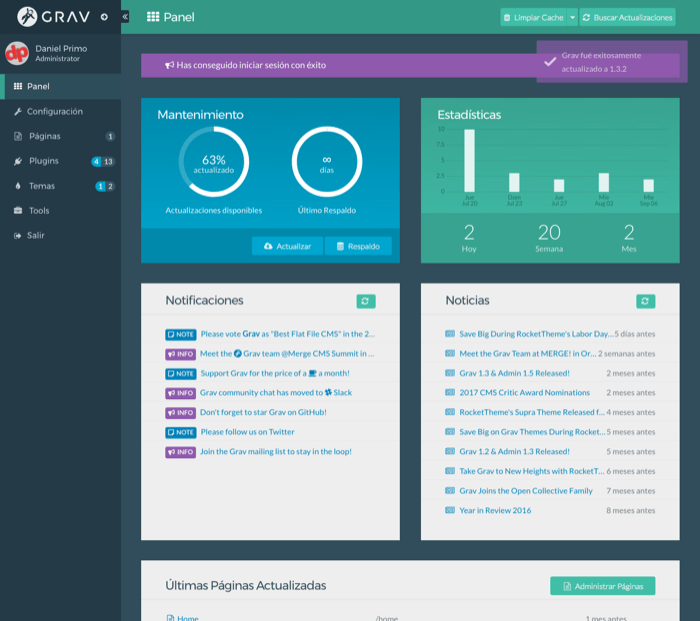 GRAV
Panel
Limpiar Cache
Buscar Actualizaciones
Daniel Primo
Administrator
Panel
Configuración
Páginas 1
Plugins 4 13
Temas 1 2
Tools
Salir
Has conseguido iniciar sesión con éxito
Grav fué exitosamente
actualizado a 1.3.2
Mantenimiento
63%
actualizado
∞
días
Actualizaciones disponibles
Último Respaldo
Actualizar
Respaldo
Estadísticas
10
7.5
5
2.5
0
Jue Dom Jue Mié
Jul 20 Jul 23 Jul 27 Aug 02 Sep 06
2 20 2
Hoy Semana Mes
Notificaciones
NOTE Please vote Grav as "Best Flat File CMS" in the 2...
INFO Meet the Grav team @Merge CMS Summit in ...
NOTE Support Grav for the price of a a month!
INFO Grav community chat has moved to Slack
INFO Don't forget to star Grav on GitHub!
NOTE Please follow us on Twitter
INFO Join the Grav mailing list to stay in the loop!
Noticias
Save Big During RocketTheme's Labor Day... 5 días antes
Meet the Grav Team at MERGE! in Or... 2 semanas antes
Grav 1.3 & Admin 1.5 Released! 2 meses antes
2017 CMS Critic Award Nominations 2 meses antes
RocketTheme's Supra Theme Released f... 4 meses antes
Save Big on Grav Themes During Rocket... 5 meses antes
Grav 1.2 & Admin 1.3 Released! 5 meses antes
Take Grav to New Heights with RocketT... 6 meses antes
Grav Joins the Open Collective Family 7 meses antes
Year in Review 2016 8 meses antes
Últimas Páginas Actualizadas
Administrar Páginas
Home /home 1 mes antes